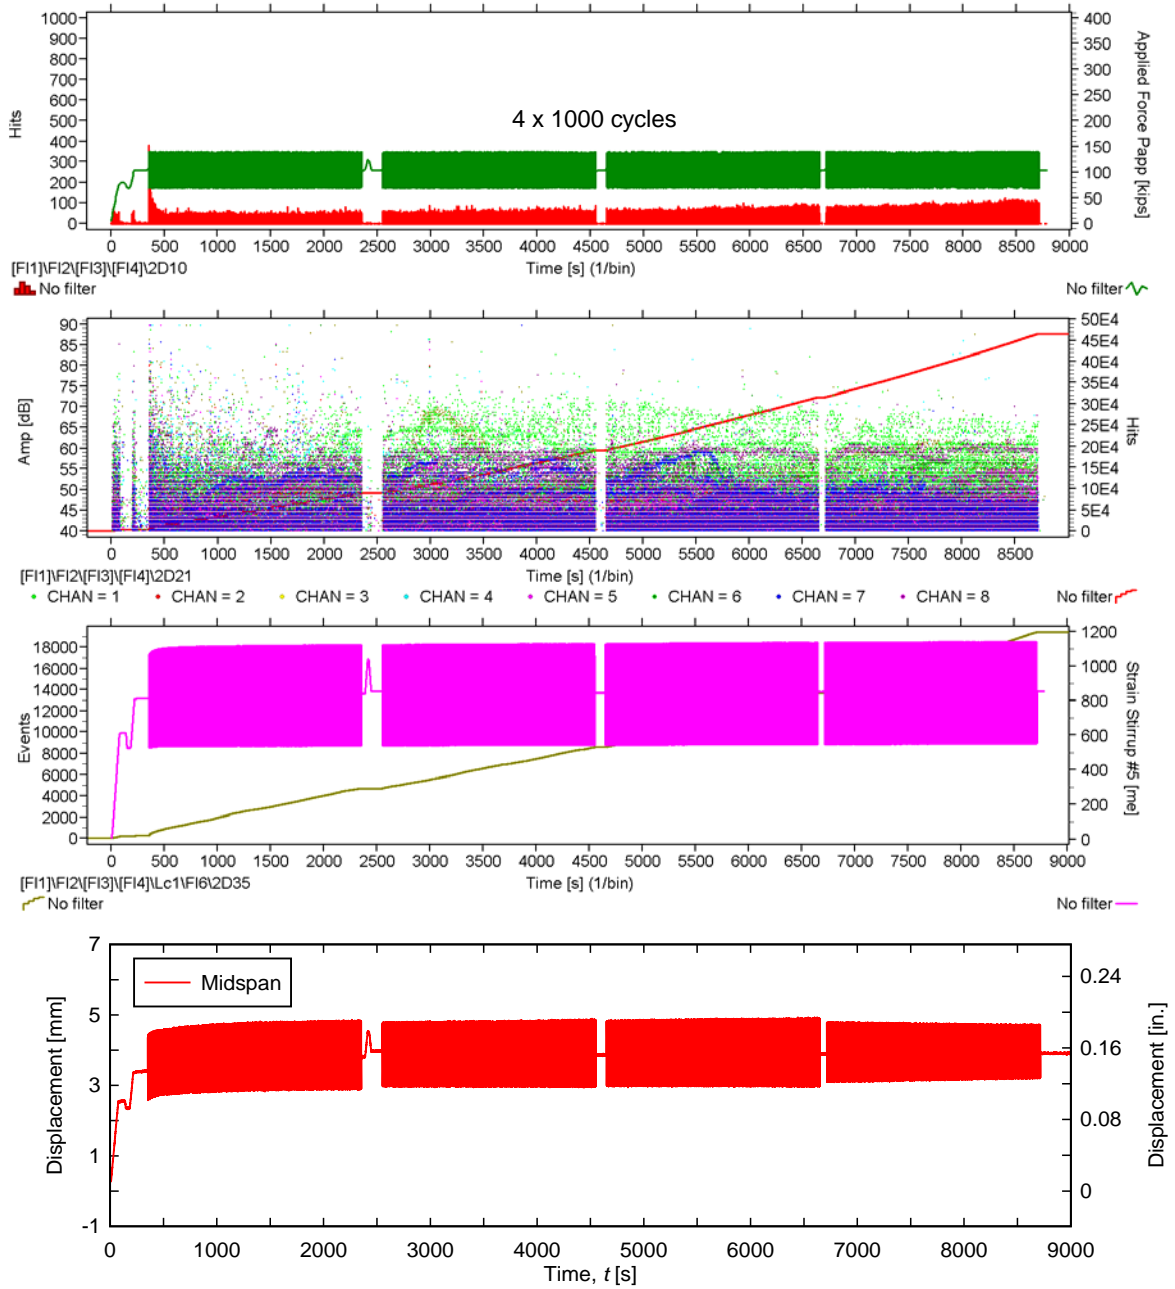 1000
900
800
700
600
500
400
300
200
100
0
Hits
400
350
300
250
200
150
100
50
0
Applied Force Papp [kips]
4 x 1000 cycles
0 500 1000 1500 2000 2500 3000 3500 4000 4500 5000 5500 6000 6500 7000 7500 8000 8500 9000
[FI1]\FI2\[FI3]\[FI4]\2D10 Time [s] (1/bin)
No filter No filter
90
85
80
75
70
65
60
55
50
45
40
Amp [dB]
50E4
45E4
40E4
35E4
30E4
25E4
20E4
15E4
10E4
5E4
0
Hits
0 500 1000 1500 2000 2500 3000 3500 4000 4500 5000 5500 6000 6500 7000 7500 8000 8500
[FI1]\FI2\[FI3]\[FI4]\2D21 Time [s] (1/bin)
CHAN = 1 CHAN = 2 CHAN = 3 CHAN = 4 CHAN = 5 CHAN = 6 CHAN = 7 CHAN = 8 No filter
18000
16000
14000
12000
10000
8000
6000
4000
2000
0
Events
1200
1000
800
600
400
200
0
Strain Stirrup #5 [me]
0 500 1000 1500 2000 2500 3000 3500 4000 4500 5000 5500 6000 6500 7000 7500 8000 8500 9000
[FI1]\FI2\[FI3]\[FI4]\Lc1\FI6\2D35 Time [s] (1/bin)
No filter No filter
7
5
3
1
-1
Displacement [mm]
Midspan
0.24
0.16
0.08
0
Displacement [in.]
0 1000 2000 3000 4000 5000 6000 7000 8000 9000
Time, t [s]